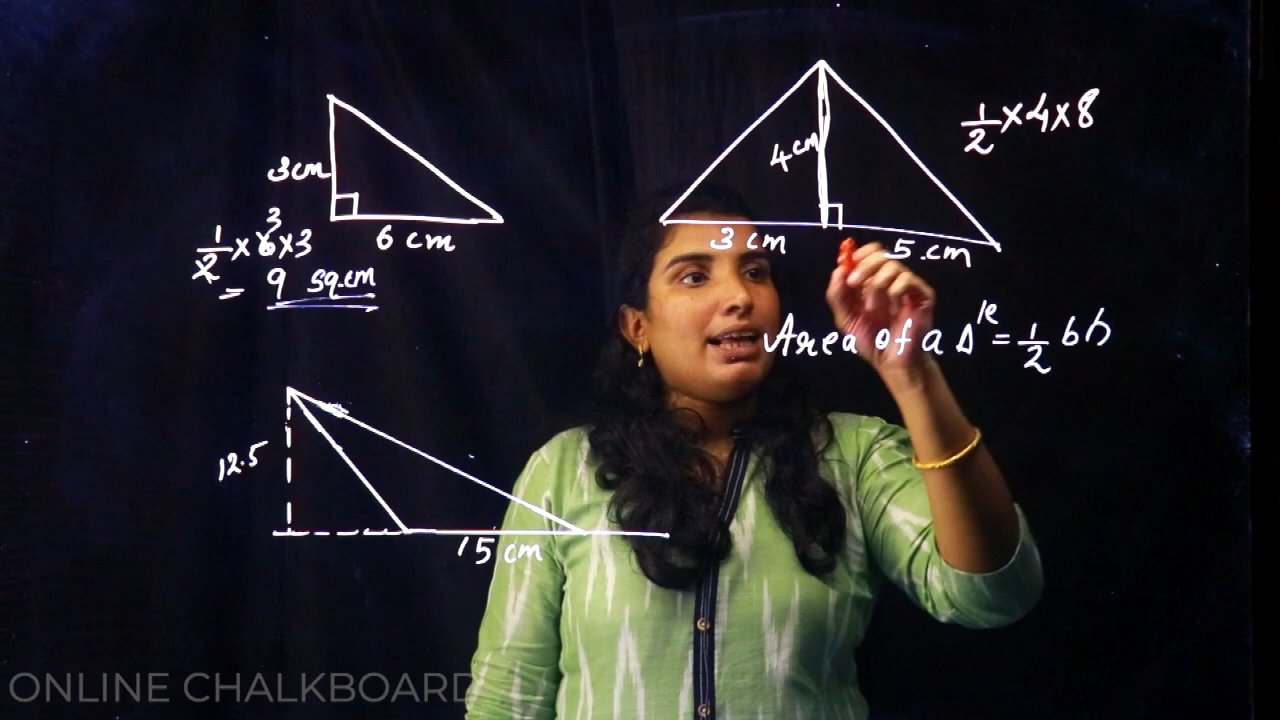 3cm
6 cm
1/2 × 6 3 × 3
= 9 sq.cm
4cm
3 cm
5 cm
1/2 × 4 × 8
Area of a Δle = 1/2 bh
12.5
15 cm
ONLINE CHALKBOARD